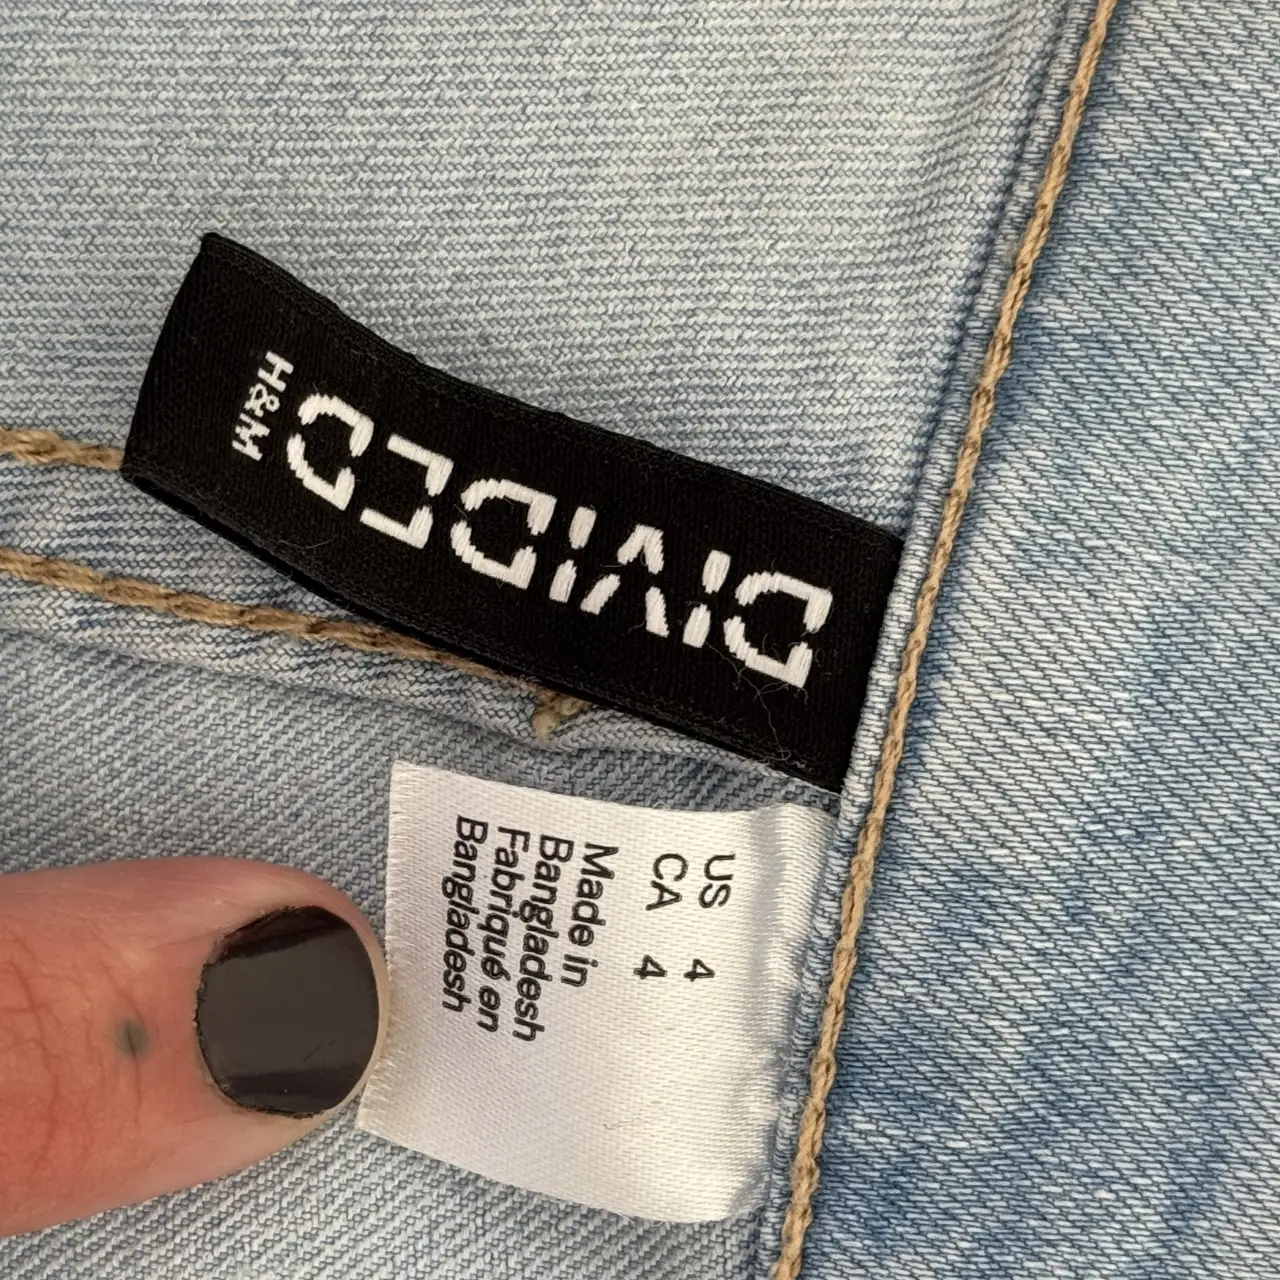 DIVIDED
H&M
US 4
CA 4
Made in
Bangladesh
Fabriqué en
Bangladesh